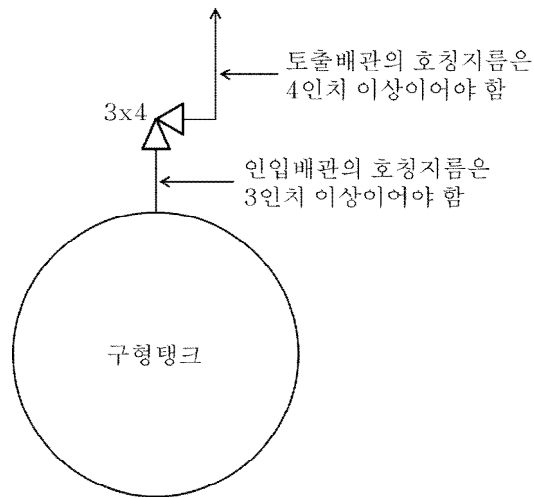 토출배관의 호칭지름은
4인치 이상이어야 함
3x4
인입배관의 호칭지름은
3인치 이상이어야 함
구형탱크